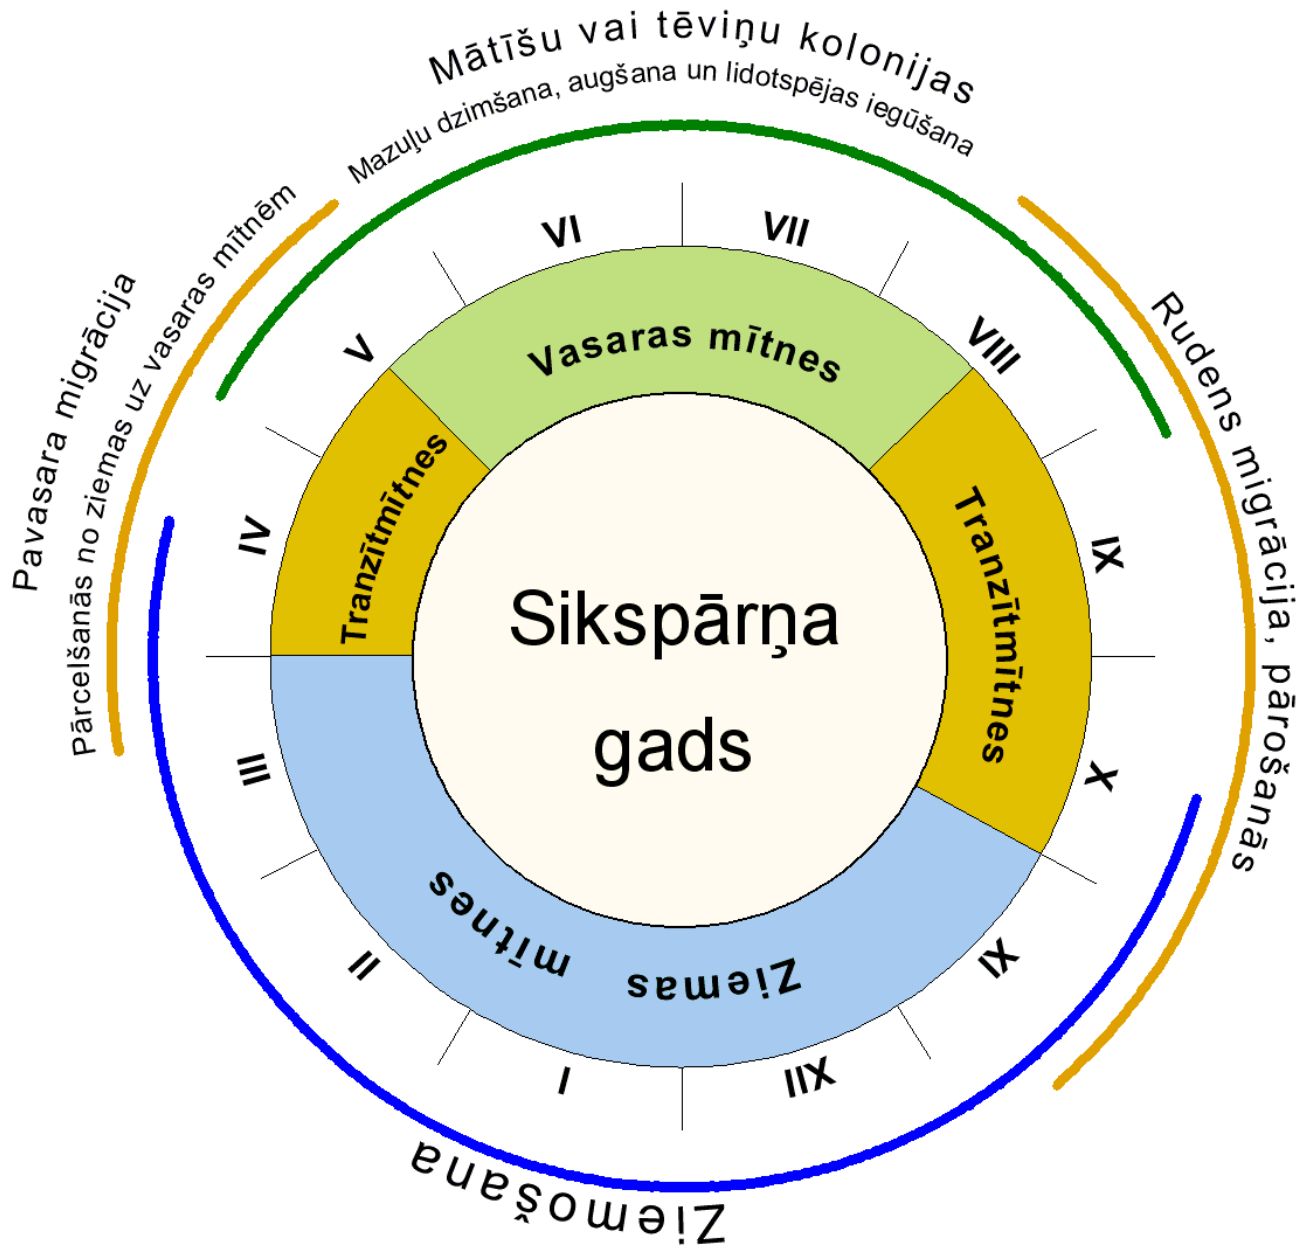 Mātīšu vai tēviņu kolonijas
Mazuļu dzimšana, augšana un lidotspējas iegūšana
Pavasara migrācija
Pārcelšanās no ziemas uz vasaras mītnēm
Rudens migrācija, pārošanās
Ziemošana
I
II
III
IV
V
VI
VII
VIII
IX
X
XI
XII
Vasaras mītnes
Tranzītmītnes
Tranzītmītnes
Ziemas mītnes
Sikspārņa
gads